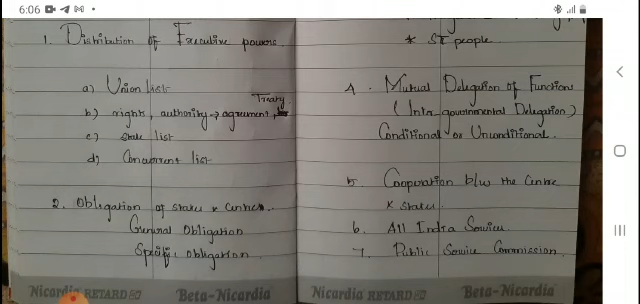 6:06
1. Distribution of Executive powers.
a) Union list
Treaty
b) rights, authority → agreement,
c) State list
d) Concurrent list
2. Obligation of states & Centre.
General Obligation
Specific obligation
Nicardia RETARD Beta-Nicardia
* ST people
4. Mutual Delegation of Functions
(Inter governmental Delegation)
Conditional or Unconditional.
5. Cooperation b/w the Centre
& States.
6. All India Services
7. Public Service Commission.
Nicardia RETARD Beta-Nicardia